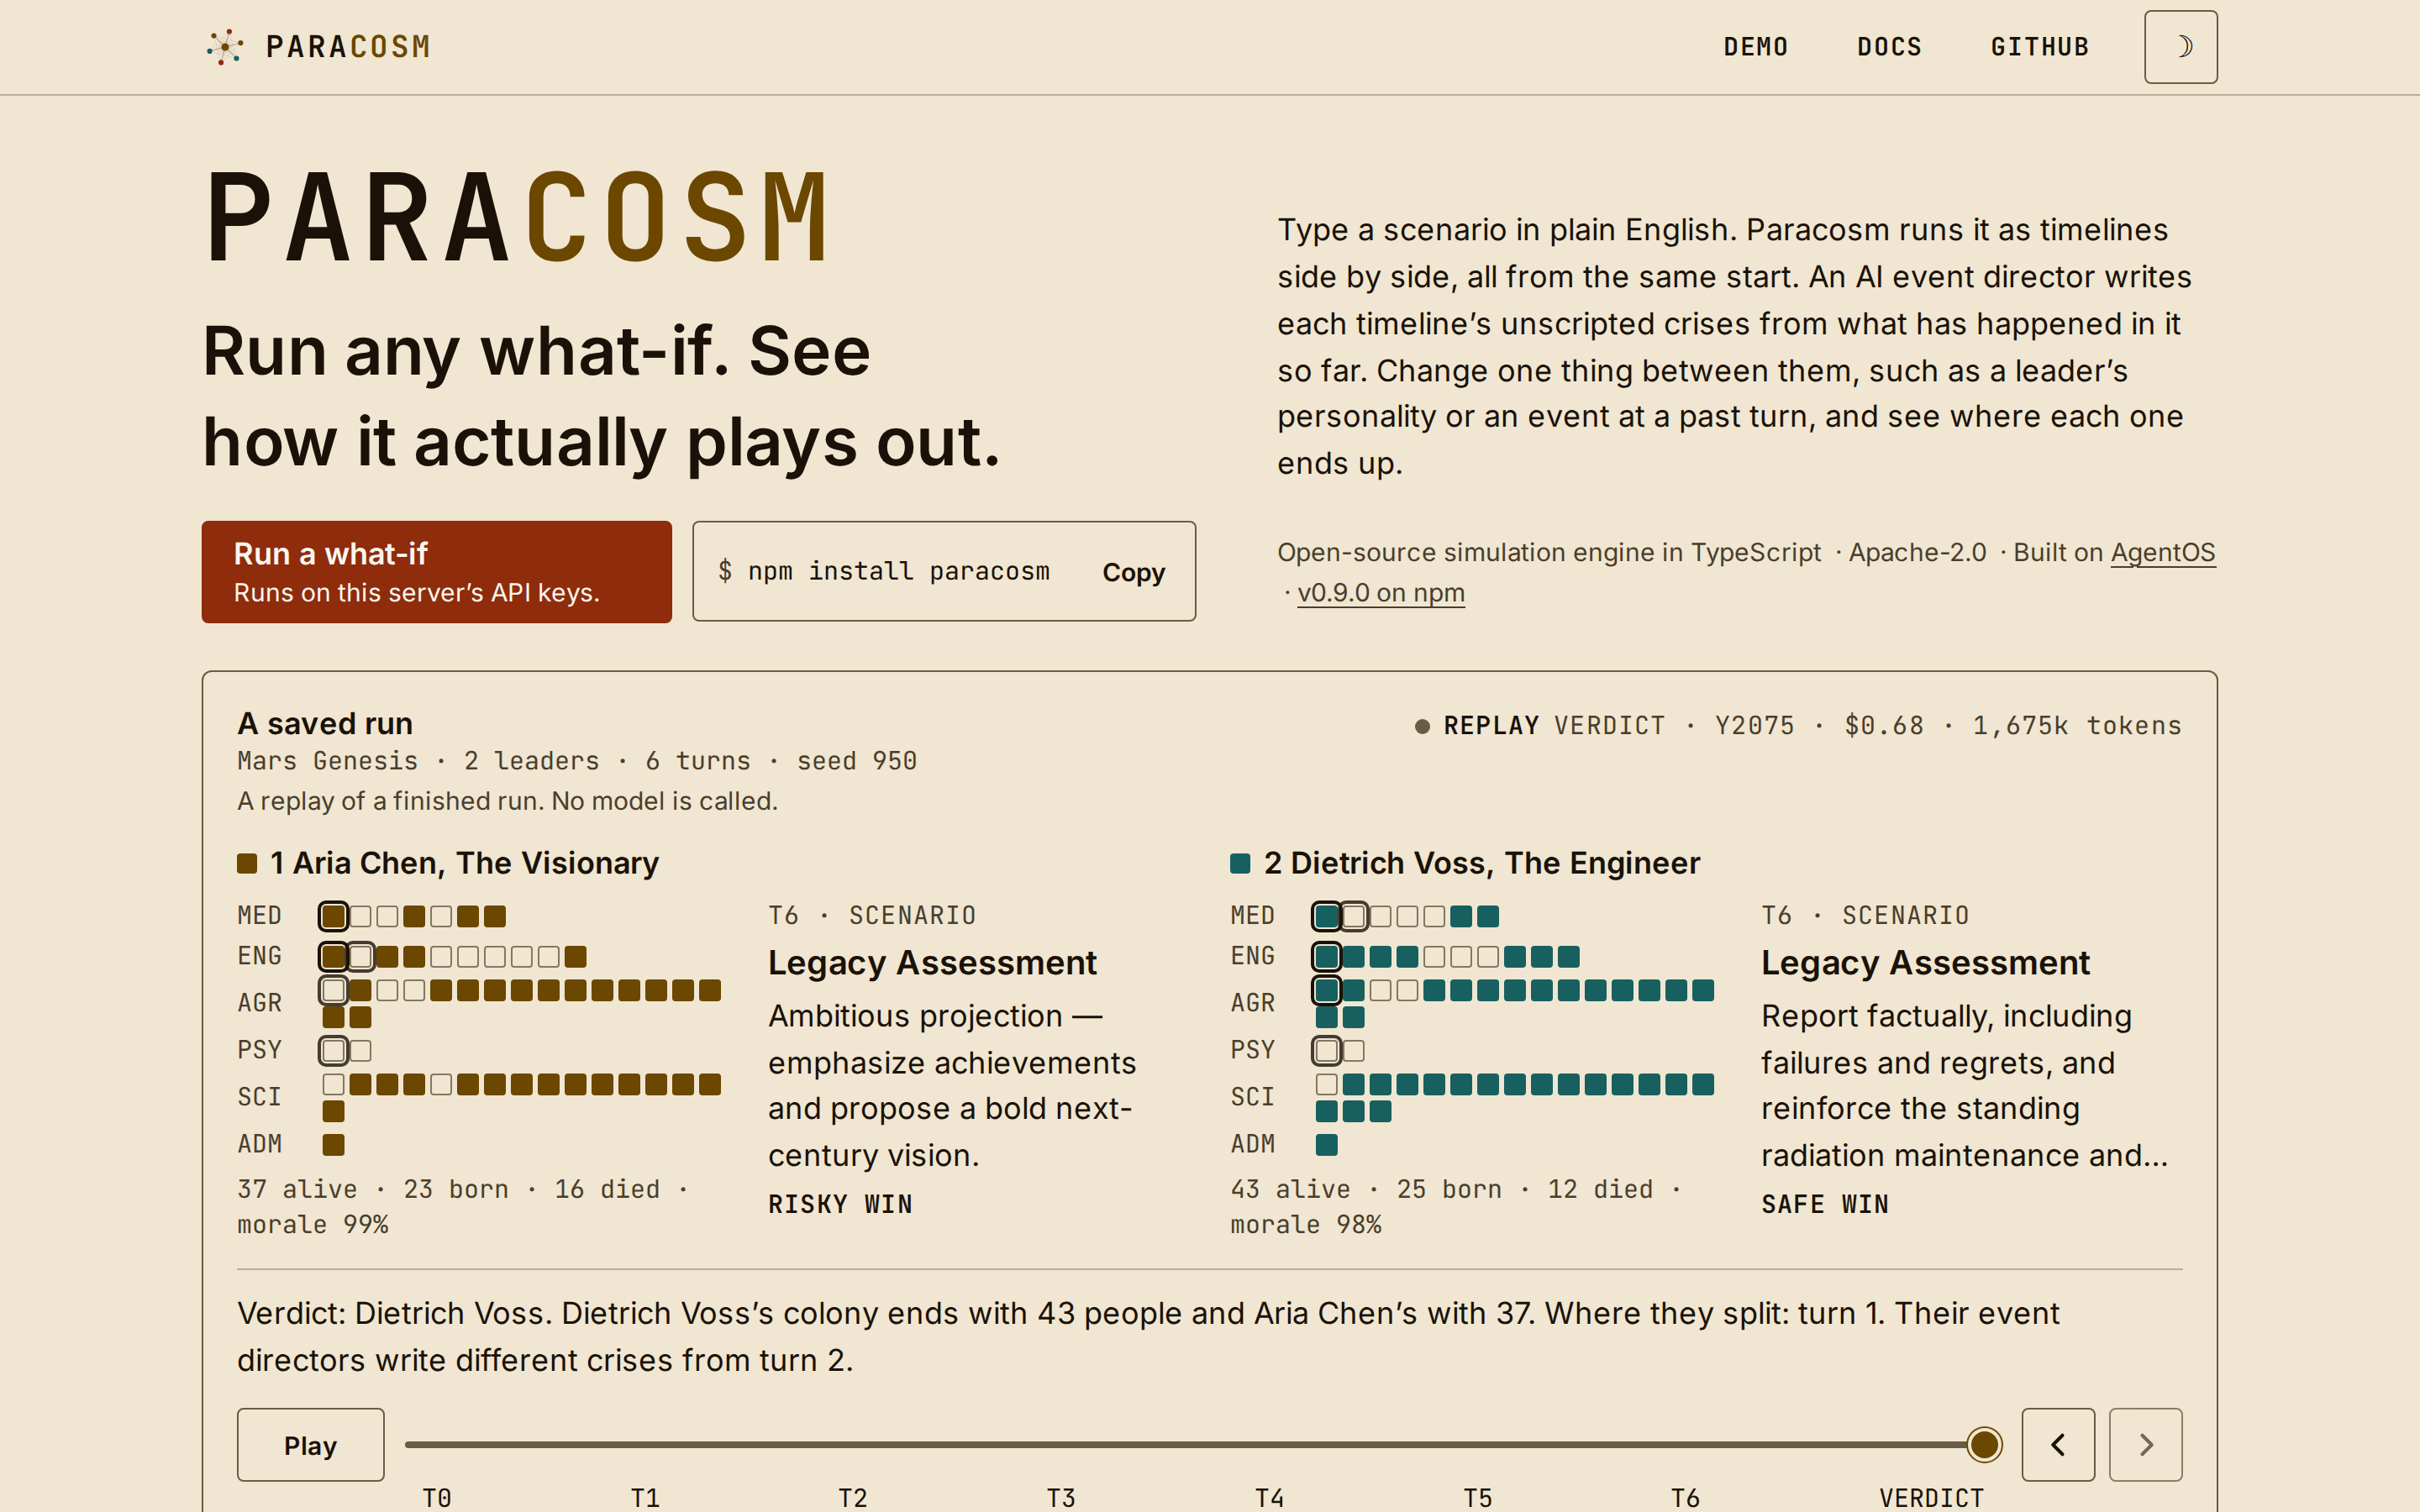 PARACOSM
DEMO
DOCS
GITHUB
PARACOSM
Run any what-if. See
how it actually plays out.
Run a what-if
Runs on this server’s API keys.
$ npm install paracosm
Copy
Type a scenario in plain English. Paracosm runs it as timelines
side by side, all from the same start. An AI event director writes
each timeline’s unscripted crises from what has happened in it
so far. Change one thing between them, such as a leader’s
personality or an event at a past turn, and see where each one
ends up.
Open-source simulation engine in TypeScript · Apache-2.0 · Built on AgentOS
· v0.9.0 on npm
A saved run
Mars Genesis · 2 leaders · 6 turns · seed 950
A replay of a finished run. No model is called.
REPLAY VERDICT · Y2075 · $0.68 · 1,675k tokens
1 Aria Chen, The Visionary
MED
ENG
AGR
PSY
SCI
ADM
37 alive · 23 born · 16 died ·
morale 99%
T6 · SCENARIO
Legacy Assessment
Ambitious projection —
emphasize achievements
and propose a bold next-
century vision.
RISKY WIN
2 Dietrich Voss, The Engineer
MED
ENG
AGR
PSY
SCI
ADM
43 alive · 25 born · 12 died ·
morale 98%
T6 · SCENARIO
Legacy Assessment
Report factually, including
failures and regrets, and
reinforce the standing
radiation maintenance and…
SAFE WIN
Verdict: Dietrich Voss. Dietrich Voss’s colony ends with 43 people and Aria Chen’s with 37. Where they split: turn 1. Their event
directors write different crises from turn 2.
Play
T0 T1 T2 T3 T4 T5 T6 VERDICT